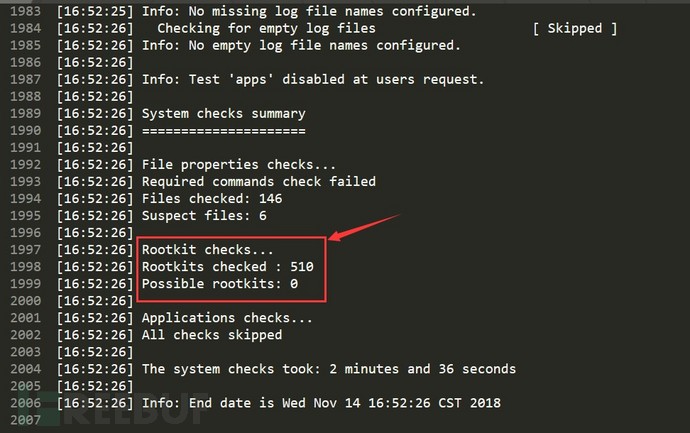 1983 [16:52:25] Info: No missing log file names configured.
1984 [16:52:26]   Checking for empty log files                    [ Skipped ]
1985 [16:52:26] Info: No empty log file names configured.
1986 [16:52:26]
1987 [16:52:26] Info: Test 'apps' disabled at users request.
1988 [16:52:26]
1989 [16:52:26] System checks summary
1990 [16:52:26] =====================
1991 [16:52:26]
1992 [16:52:26] File properties checks...
1993 [16:52:26] Required commands check failed
1994 [16:52:26] Files checked: 146
1995 [16:52:26] Suspect files: 6
1996 [16:52:26]
1997 [16:52:26] Rootkit checks...
1998 [16:52:26] Rootkits checked : 510
1999 [16:52:26] Possible rootkits: 0
2000 [16:52:26]
2001 [16:52:26] Applications checks...
2002 [16:52:26] All checks skipped
2003 [16:52:26]
2004 [16:52:26] The system checks took: 2 minutes and 36 seconds
2005 [16:52:26]
2006 [16:52:26] Info: End date is Wed Nov 14 16:52:26 CST 2018
2007
REEBUF